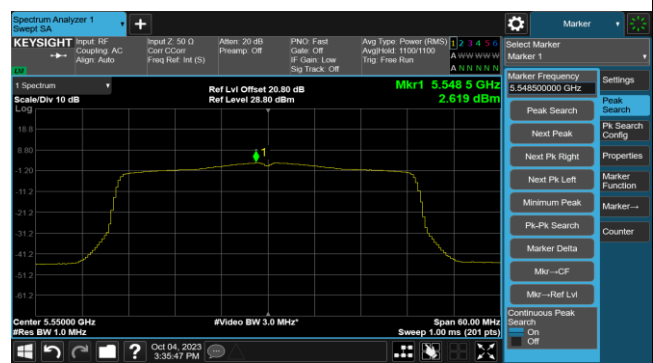 Spectrum Analyzer 1
Swept SA
Marker
KEYSIGHT
Input: RF
Coupling: AC
Align: Auto
Input Z: 50 Ω
Corr CCorr
Freq Ref: Int (S)
Atten: 20 dB
Preamp: Off
PNO: Fast
Gate: Off
IF Gain: Low
Sig Track: Off
Avg Type: Power (RMS)
Avg|Hold: 1100/1100
Trig: Free Run
1 2 3 4 5 6
A W W W W W
A N N N N N
Select Marker
Marker 1
1 Spectrum
Scale/Div 10 dB
Ref Lvl Offset 20.80 dB
Ref Level 28.80 dBm
Mkr1 5.548 5 GHz
2.619 dBm
Log
18.8
8.80
-1.20
-11.2
-21.2
-31.2
-41.2
-51.2
-61.2
1
Center 5.55000 GHz
#Res BW 1.0 MHz
#Video BW 3.0 MHz*
Span 60.00 MHz
Sweep 1.00 ms (201 pts)
Marker Frequency
5.548500000 GHz
Peak Search
Next Peak
Next Pk Right
Next Pk Left
Minimum Peak
Pk-Pk Search
Marker Delta
Mkr→CF
Mkr→Ref Lvl
Continuous Peak
Search
On
Off
Settings
Peak
Search
Pk Search
Config
Properties
Marker
Function
Marker→
Counter
?
Oct 04, 2023
3:35:47 PM